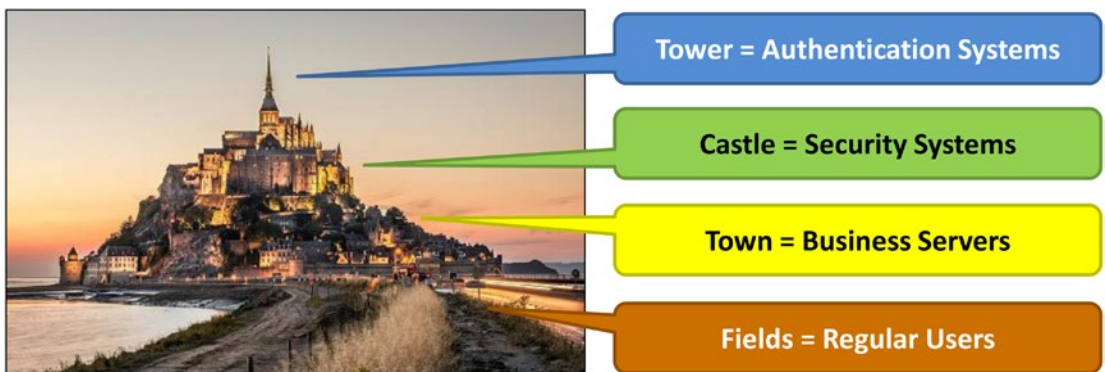 Tower = Authentication Systems
Castle = Security Systems
Town = Business Servers
Fields = Regular Users